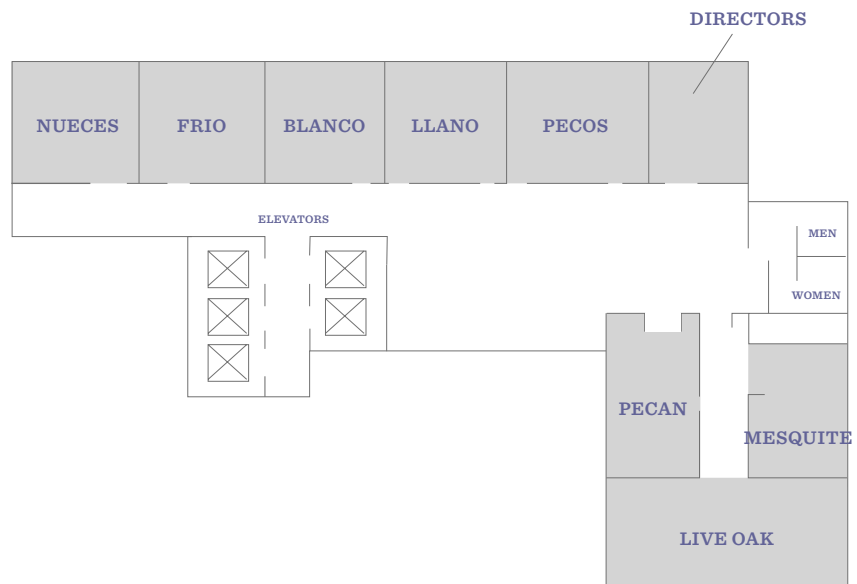 DIRECTORS
NUECES
FRIO
BLANCO
LLANO
PECOS
ELEVATORS
MEN
WOMEN
PECAN
MESQUITE
LIVE OAK